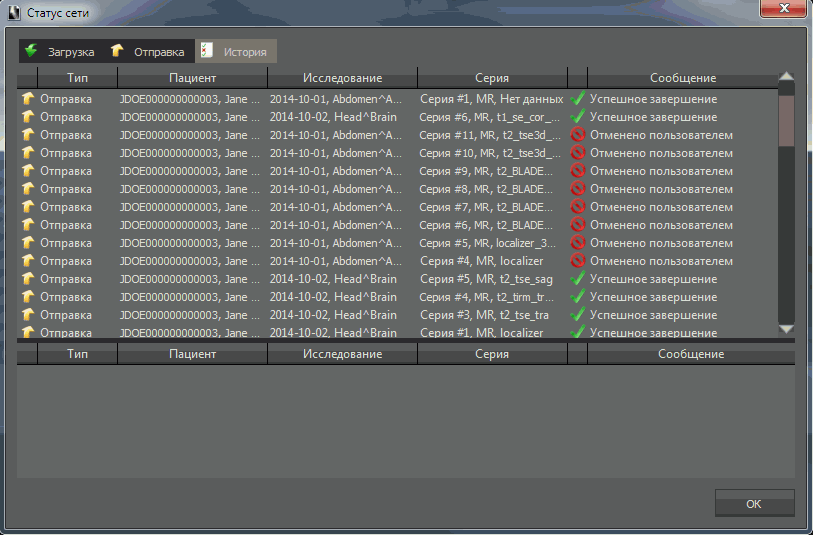 Статус сети
Загрузка Отправка История
Тип Пациент Исследование Серия Сообщение
Отправка JDOE000000000003, Jane ... 2014-10-01, Abdomen^A... Серия #1, MR, Нет данных Успешное завершение
Отправка JDOE000000000003, Jane ... 2014-10-02, Head^Brain Серия #6, MR, t1_se_cor_... Успешное завершение
Отправка JDOE000000000003, Jane ... 2014-10-01, Abdomen^A... Серия #11, MR, t2_tse3d_... Отменено пользователем
Отправка JDOE000000000003, Jane ... 2014-10-01, Abdomen^A... Серия #10, MR, t2_tse3d_... Отменено пользователем
Отправка JDOE000000000003, Jane ... 2014-10-01, Abdomen^A... Серия #9, MR, t2_BLADE... Отменено пользователем
Отправка JDOE000000000003, Jane ... 2014-10-01, Abdomen^A... Серия #8, MR, t2_BLADE... Отменено пользователем
Отправка JDOE000000000003, Jane ... 2014-10-01, Abdomen^A... Серия #7, MR, t2_BLADE... Отменено пользователем
Отправка JDOE000000000003, Jane ... 2014-10-01, Abdomen^A... Серия #6, MR, t2_BLADE... Отменено пользователем
Отправка JDOE000000000003, Jane ... 2014-10-01, Abdomen^A... Серия #5, MR, localizer_3... Отменено пользователем
Отправка JDOE000000000003, Jane ... 2014-10-01, Abdomen^A... Серия #4, MR, localizer Отменено пользователем
Отправка JDOE000000000003, Jane ... 2014-10-02, Head^Brain Серия #5, MR, t2_tse_sag Успешное завершение
Отправка JDOE000000000003, Jane ... 2014-10-02, Head^Brain Серия #4, MR, t2_tirm_tr... Успешное завершение
Отправка JDOE000000000003, Jane ... 2014-10-02, Head^Brain Серия #3, MR, t2_tse_tra Успешное завершение
Отправка JDOE000000000003, Jane ... 2014-10-02, Head^Brain Серия #1, MR, localizer Успешное завершение
Тип Пациент Исследование Серия Сообщение
OK